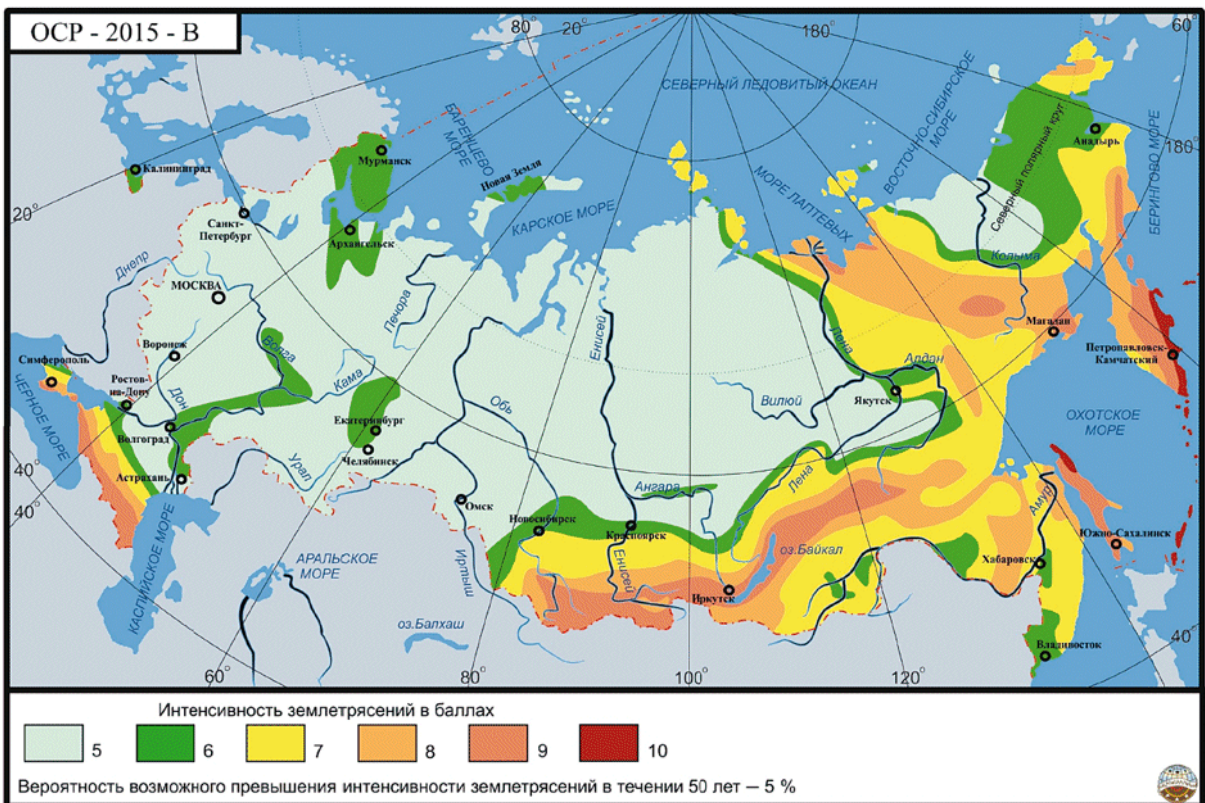 ОСР - 2015 - В
80°
20°
180°
60°
СЕВЕРНЫЙ ЛЕДОВИТЫЙ ОКЕАН
БАРЕНЦЕВО
МОРЕ
ВОСТОЧНО-СИБИРСКОЕ
МОРЕ
Северный полярный круг
Анадырь
БЕРИНГОВО МОРЕ
180°
Калининград
Мурманск
Новая Земля
КАРСКОЕ МОРЕ
МОРЕ ЛАПТЕВЫХ
20°
Санкт-
Петербург
Архангельск
Колыма
Днепр
МОСКВА
Печора
Енисей
Магадан
Воронеж
Волга
Лена
Алдан
Петропавловск-
Камчатский
Симферополь
Ростов-
на-Дону
Дон
Кама
Обь
Вилюй
Якутск
ЧЕРНОЕ МОРЕ
Екатеринбург
ОХОТСКОЕ
МОРЕ
Волгоград
Челябинск
40°
Астрахань
Урал
Ангара
Лена
Амур
40°
Омск
Новосибирск
Красноярск
оз.Байкал
Южно-Сахалинск
КАСПИЙСКОЕ МОРЕ
АРАЛЬСКОЕ
МОРЕ
Иртыш
Енисей
Иркутск
Хабаровск
оз.Балхаш
Владивосток
40°
60°
80°
100°
120°
Интенсивность землетрясений в баллах
5 6 7 8 9 10
Вероятность возможного превышения интенсивности землетрясений в течении 50 лет — 5 %